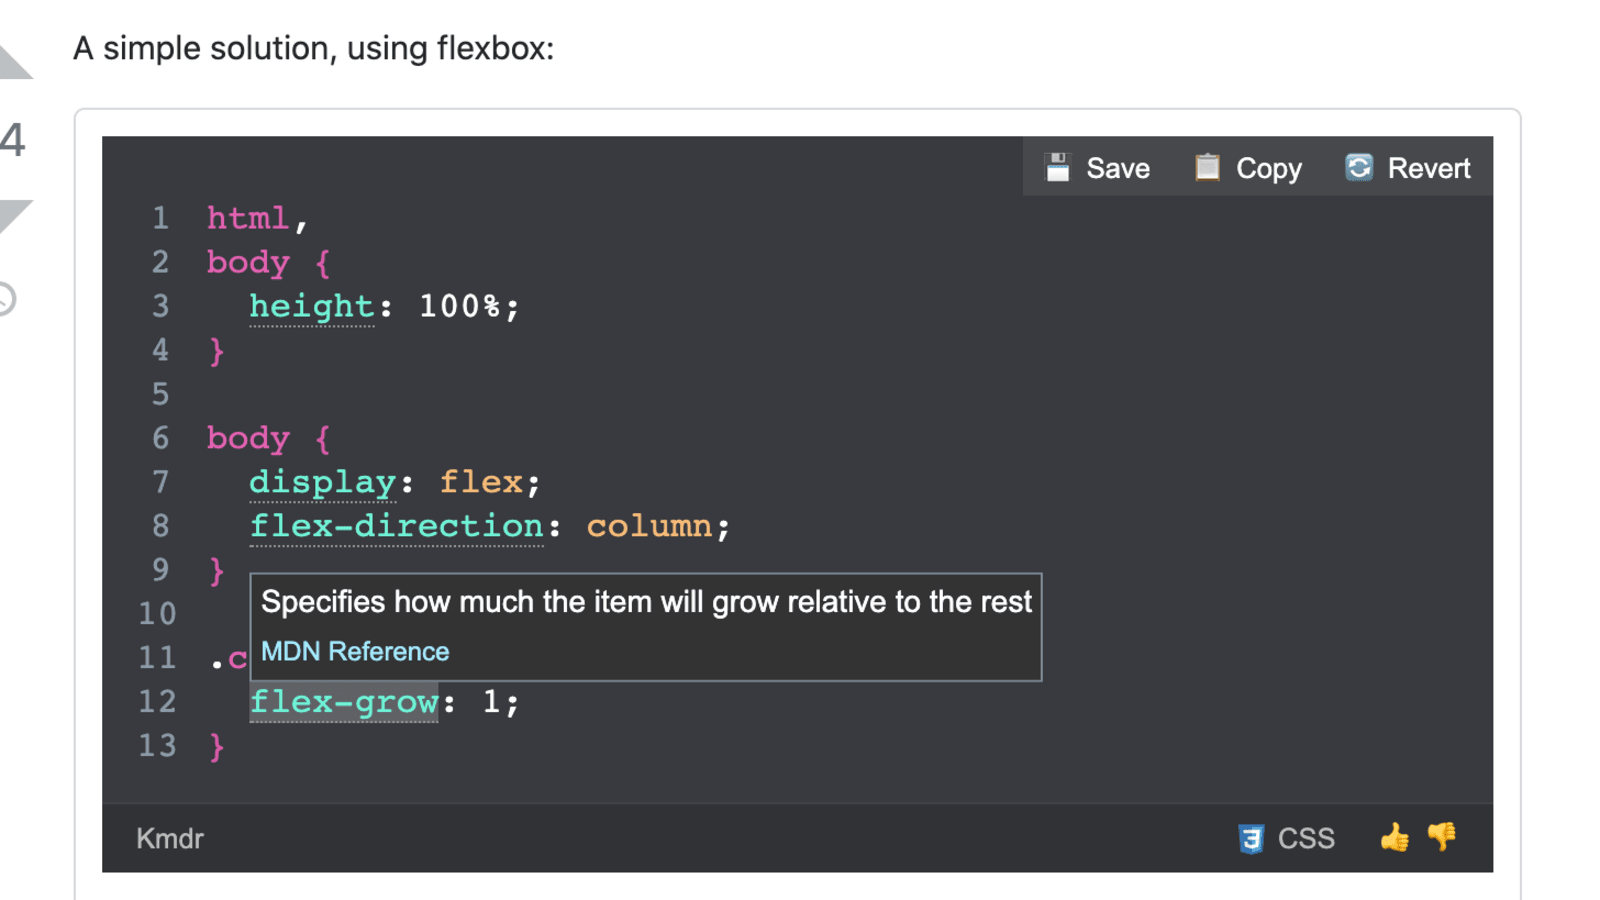 A simple solution, using flexbox:
4
Save Copy Revert
1 html,
2 body {
3 height: 100%;
4 }
5
6 body {
7 display: flex;
8 flex-direction: column;
9 }
Specifies how much the item will grow relative to the rest
10
MDN Reference
11 .c
12 flex-grow: 1;
13 }
Kmdr CSS